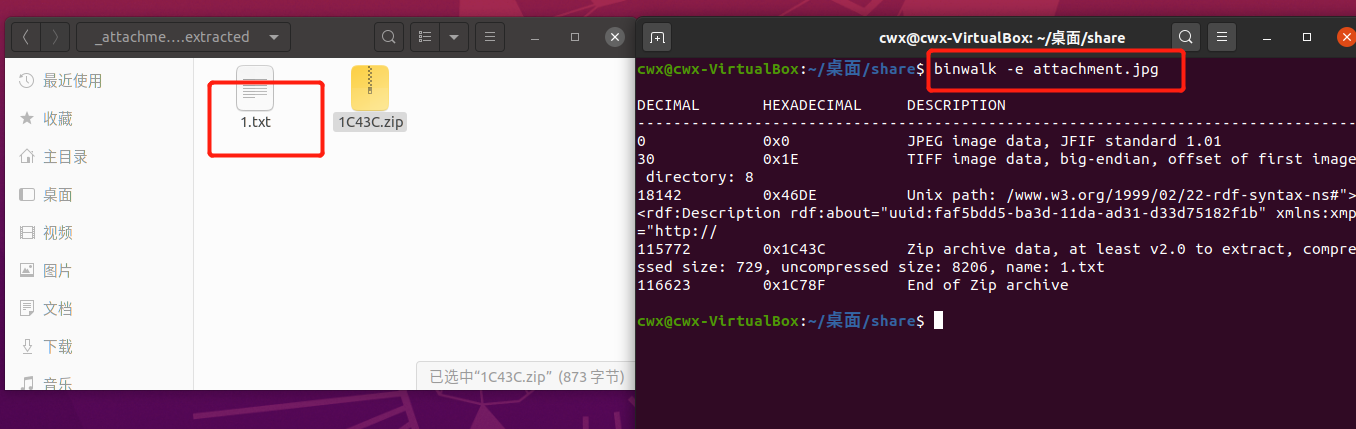 _attachme....extracted
最近使用
收藏
主目录
桌面
视频
图片
文档
下载
音乐
1.txt
1C43C.zip
已选中“1C43C.zip” (873 字节)
cwx@cwx-VirtualBox: ~/桌面/share
cwx@cwx-VirtualBox:~/桌面/share$ binwalk -e attachment.jpg
DECIMAL HEXADECIMAL DESCRIPTION
--------------------------------------------------------------------------------
0 0x0 JPEG image data, JFIF standard 1.01
30 0x1E TIFF image data, big-endian, offset of first image
directory: 8
18142 0x46DE Unix path: /www.w3.org/1999/02/22-rdf-syntax-ns#">
<rdf:Description rdf:about="uuid:faf5bdd5-ba3d-11da-ad31-d33d75182f1b" xmlns:xmp
="http://
115772 0x1C43C Zip archive data, at least v2.0 to extract, compre
ssed size: 729, uncompressed size: 8206, name: 1.txt
116623 0x1C78F End of Zip archive
cwx@cwx-VirtualBox:~/桌面/share$